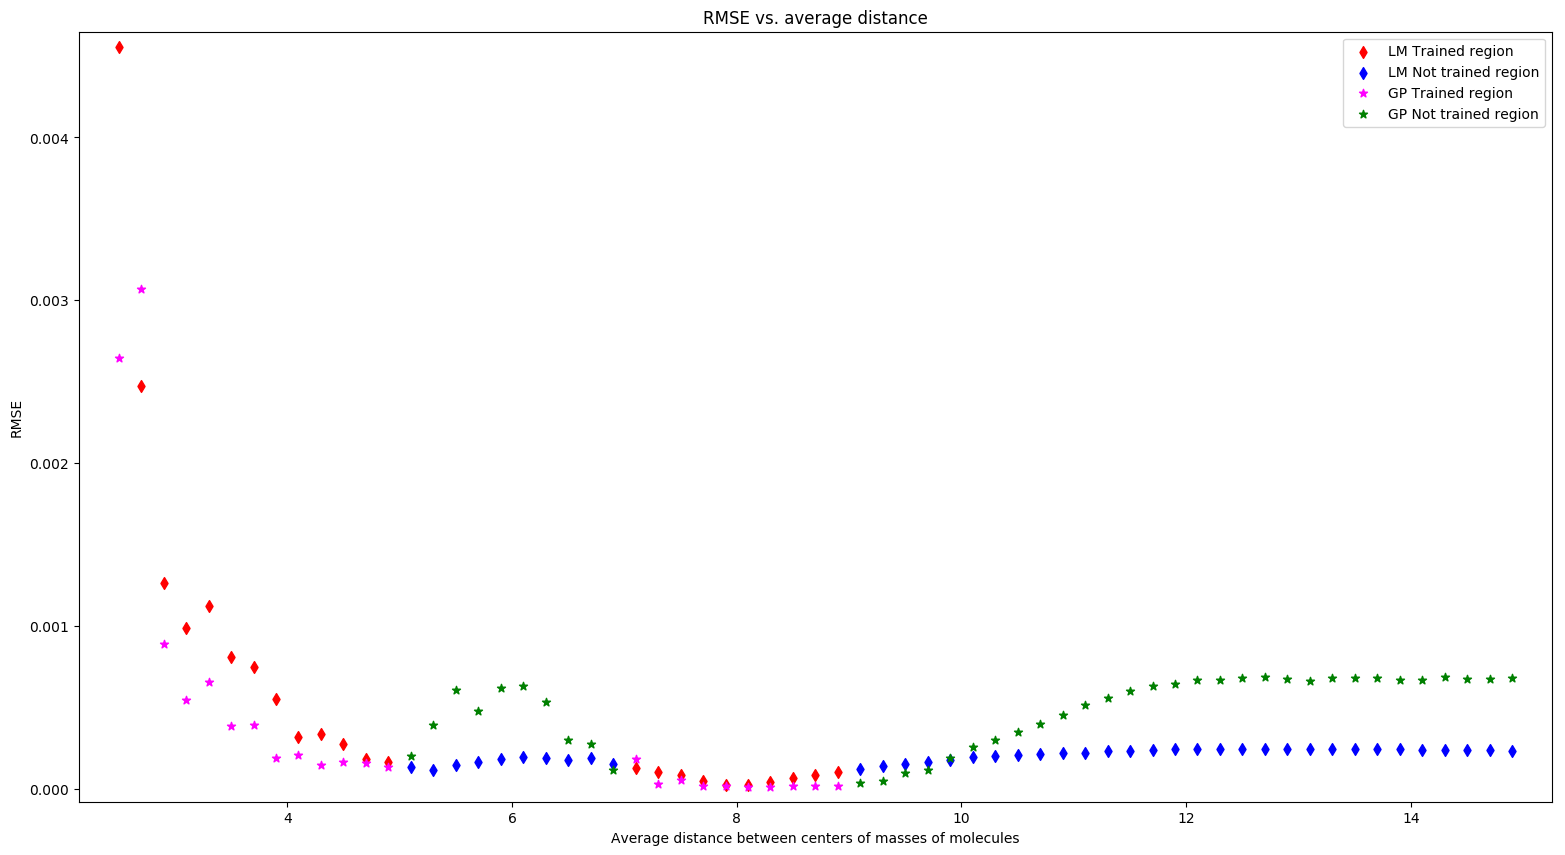 RMSE vs. average distance
LM Trained region
LM Not trained region
GP Trained region
GP Not trained region
0.004
0.003
0.002
0.001
0.000
RMSE
4 6 8 10 12 14
Average distance between centers of masses of molecules